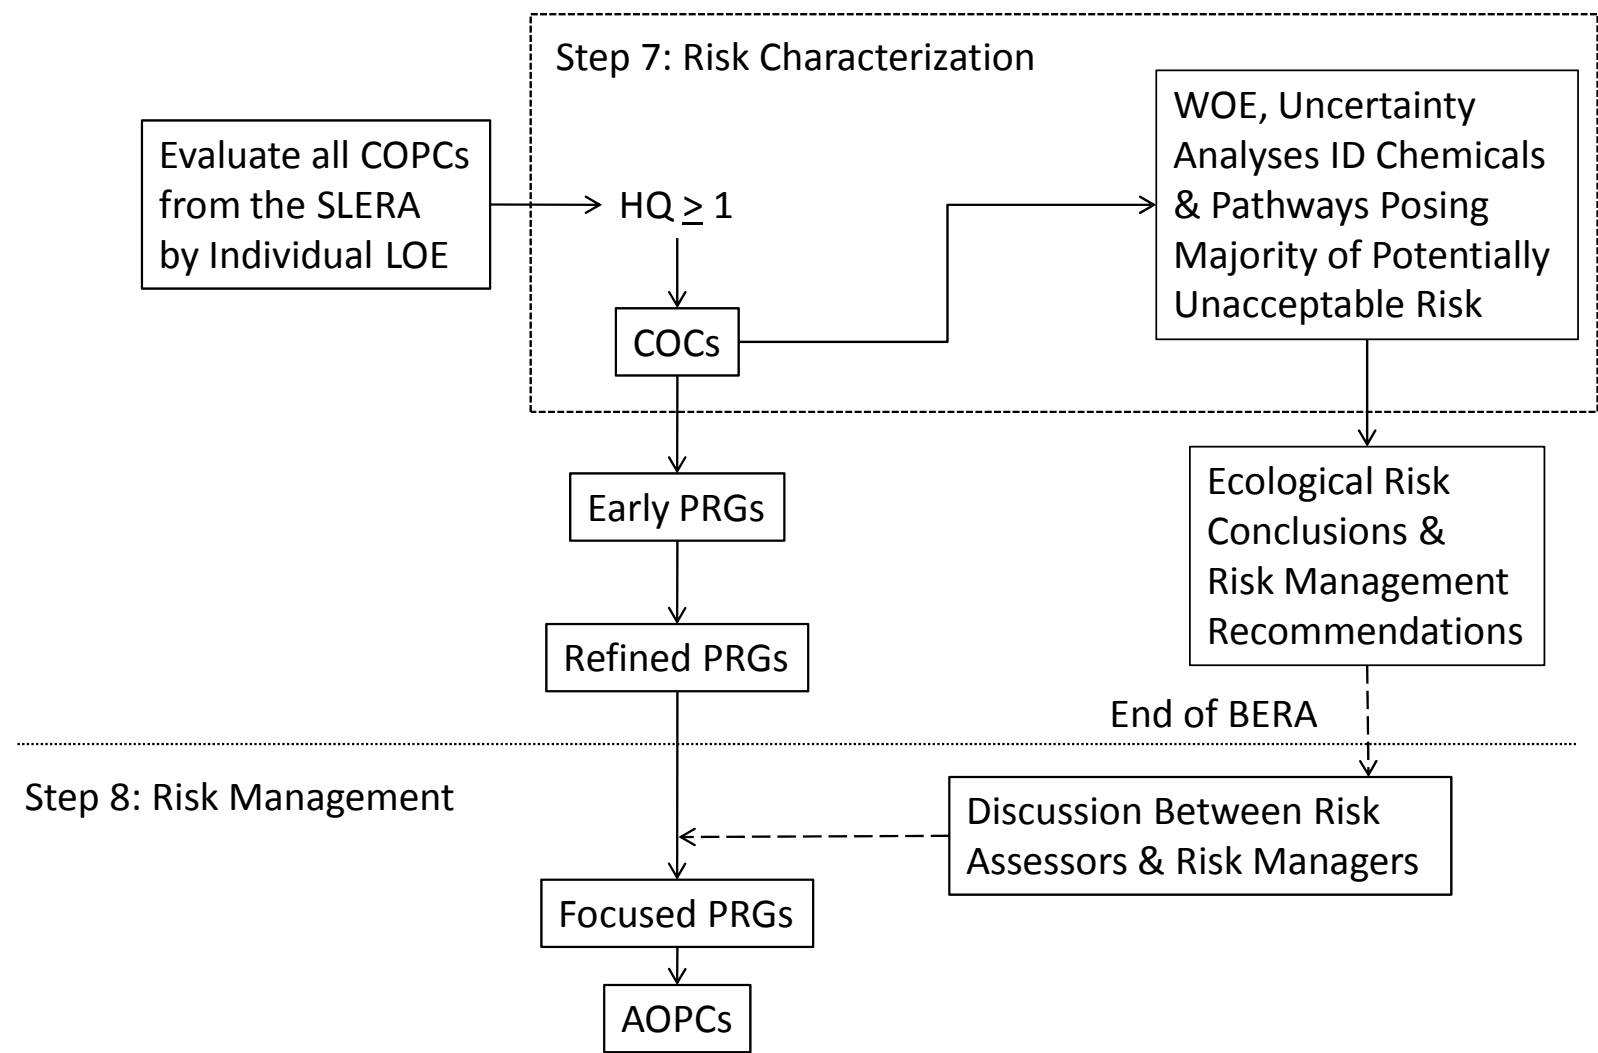 Step 7: Risk Characterization
Evaluate all COPCs
from the SLERA
by Individual LOE
HQ ≥ 1
COCs
WOE, Uncertainty
Analyses ID Chemicals
& Pathways Posing
Majority of Potentially
Unacceptable Risk
Early PRGs
Refined PRGs
Ecological Risk
Conclusions &
Risk Management
Recommendations
End of BERA
Step 8: Risk Management
Discussion Between Risk
Assessors & Risk Managers
Focused PRGs
AOPCs